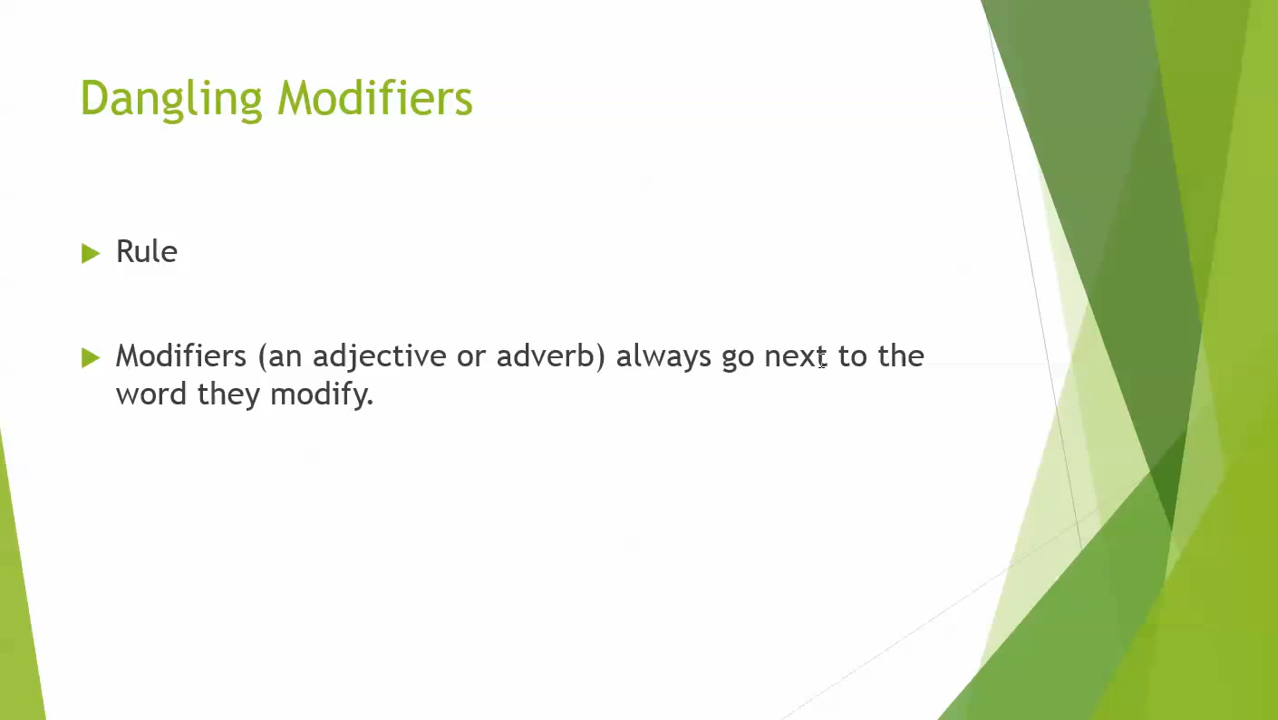 Dangling Modifiers
Rule
Modifiers (an adjective or adverb) always go next to the
word they modify.